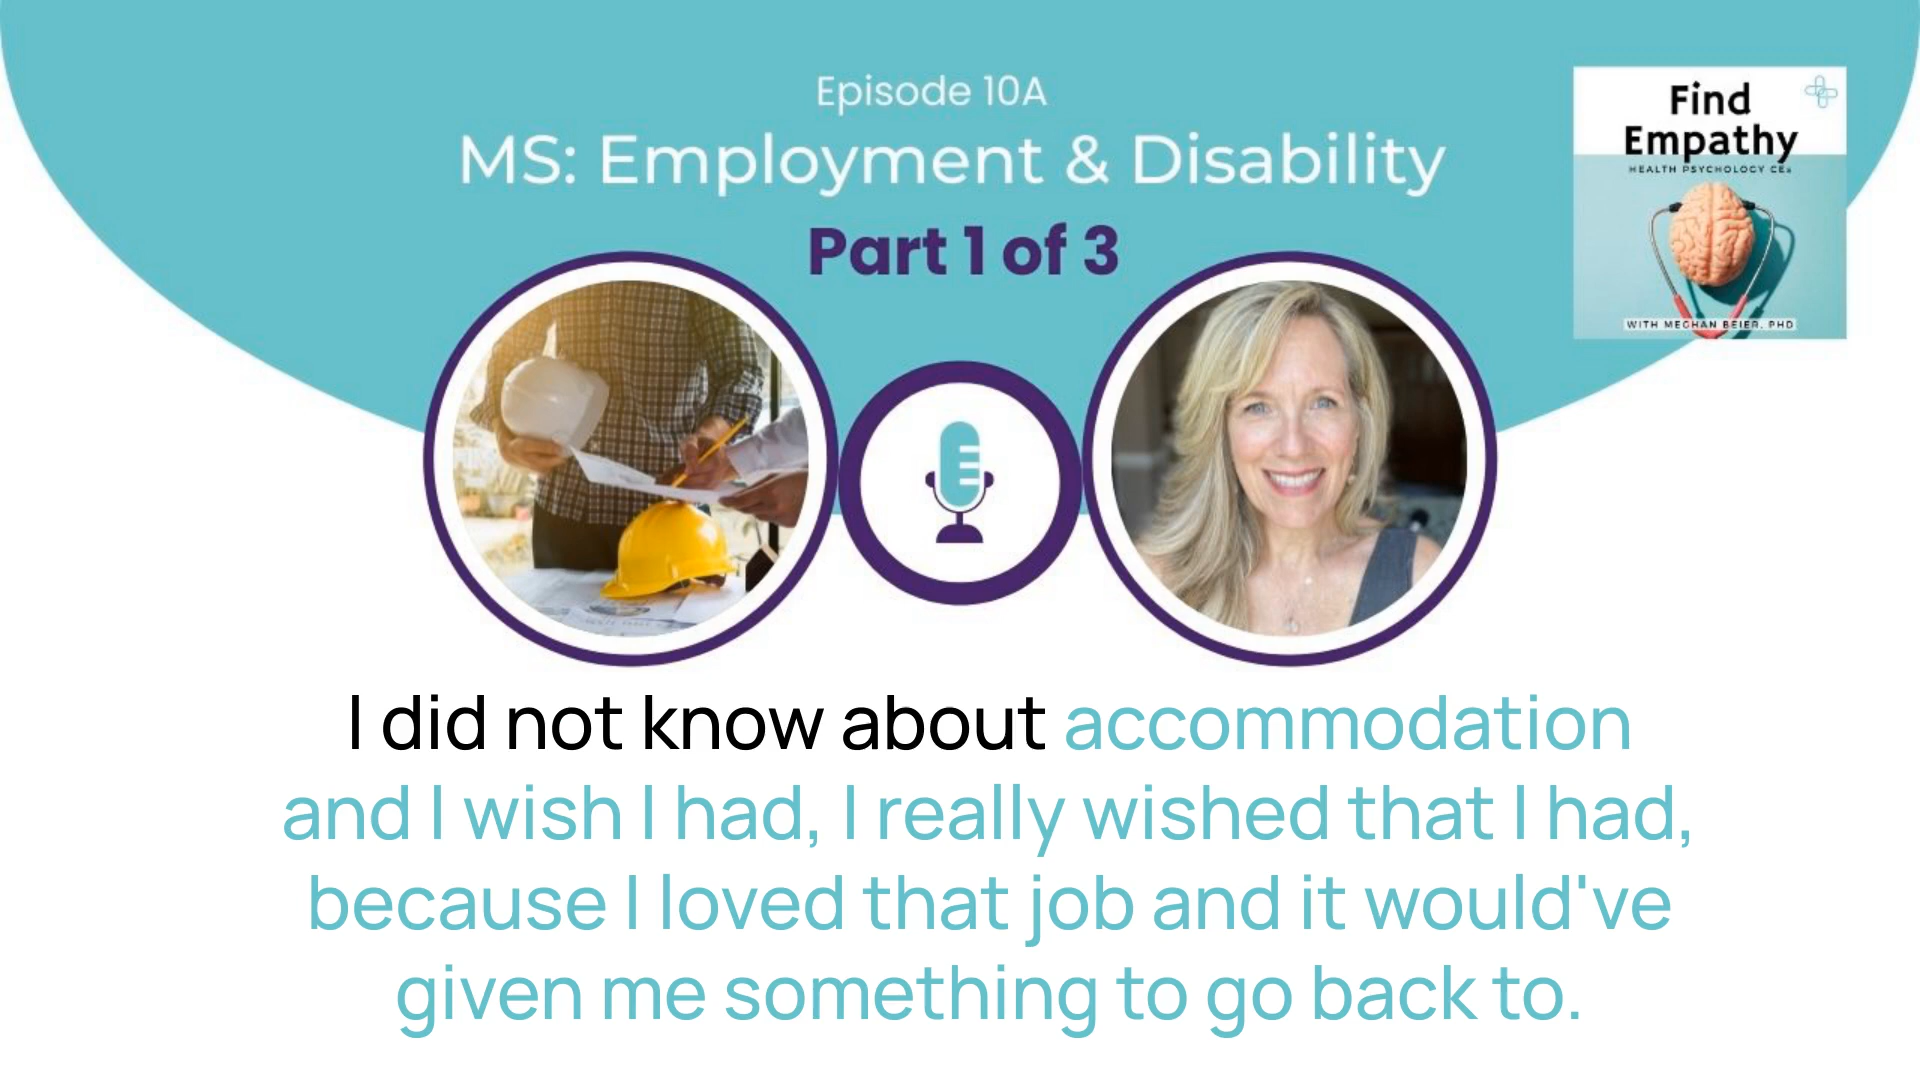 Episode 10A
MS: Employment & Disability
Part 1 of 3
Find
Empathy
HEALTH PSYCHOLOGY CEs
WITH MEGHAN BEIER, PHD
I did not know about accommodation
and I wish I had, I really wished that I had,
because I loved that job and it would've
given me something to go back to.